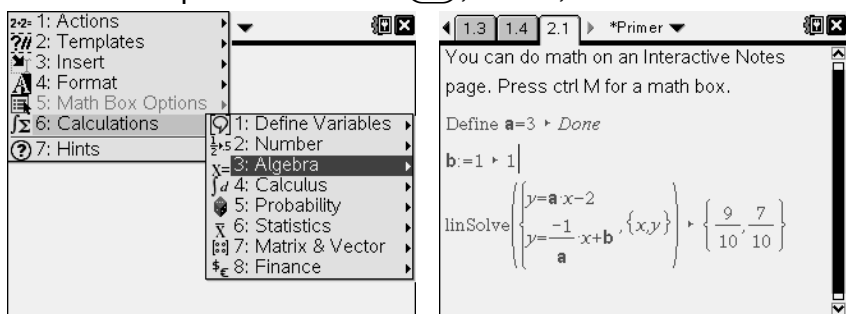 1: Actions
2: Templates
3: Insert
4: Format
5: Math Box Options
6: Calculations
7: Hints
1: Define Variables
2: Number
3: Algebra
4: Calculus
5: Probability
6: Statistics
7: Matrix & Vector
8: Finance
1.3 1.4 2.1 *Primer
You can do math on an Interactive Notes
page. Press ctrl M for a math box.
Define a=3 ▸ Done
b:=1 ▸ 1
linSolve({y=a·x−2, y=-1/a·x+b, {x,y}) ▸ {9/10, 7/10}